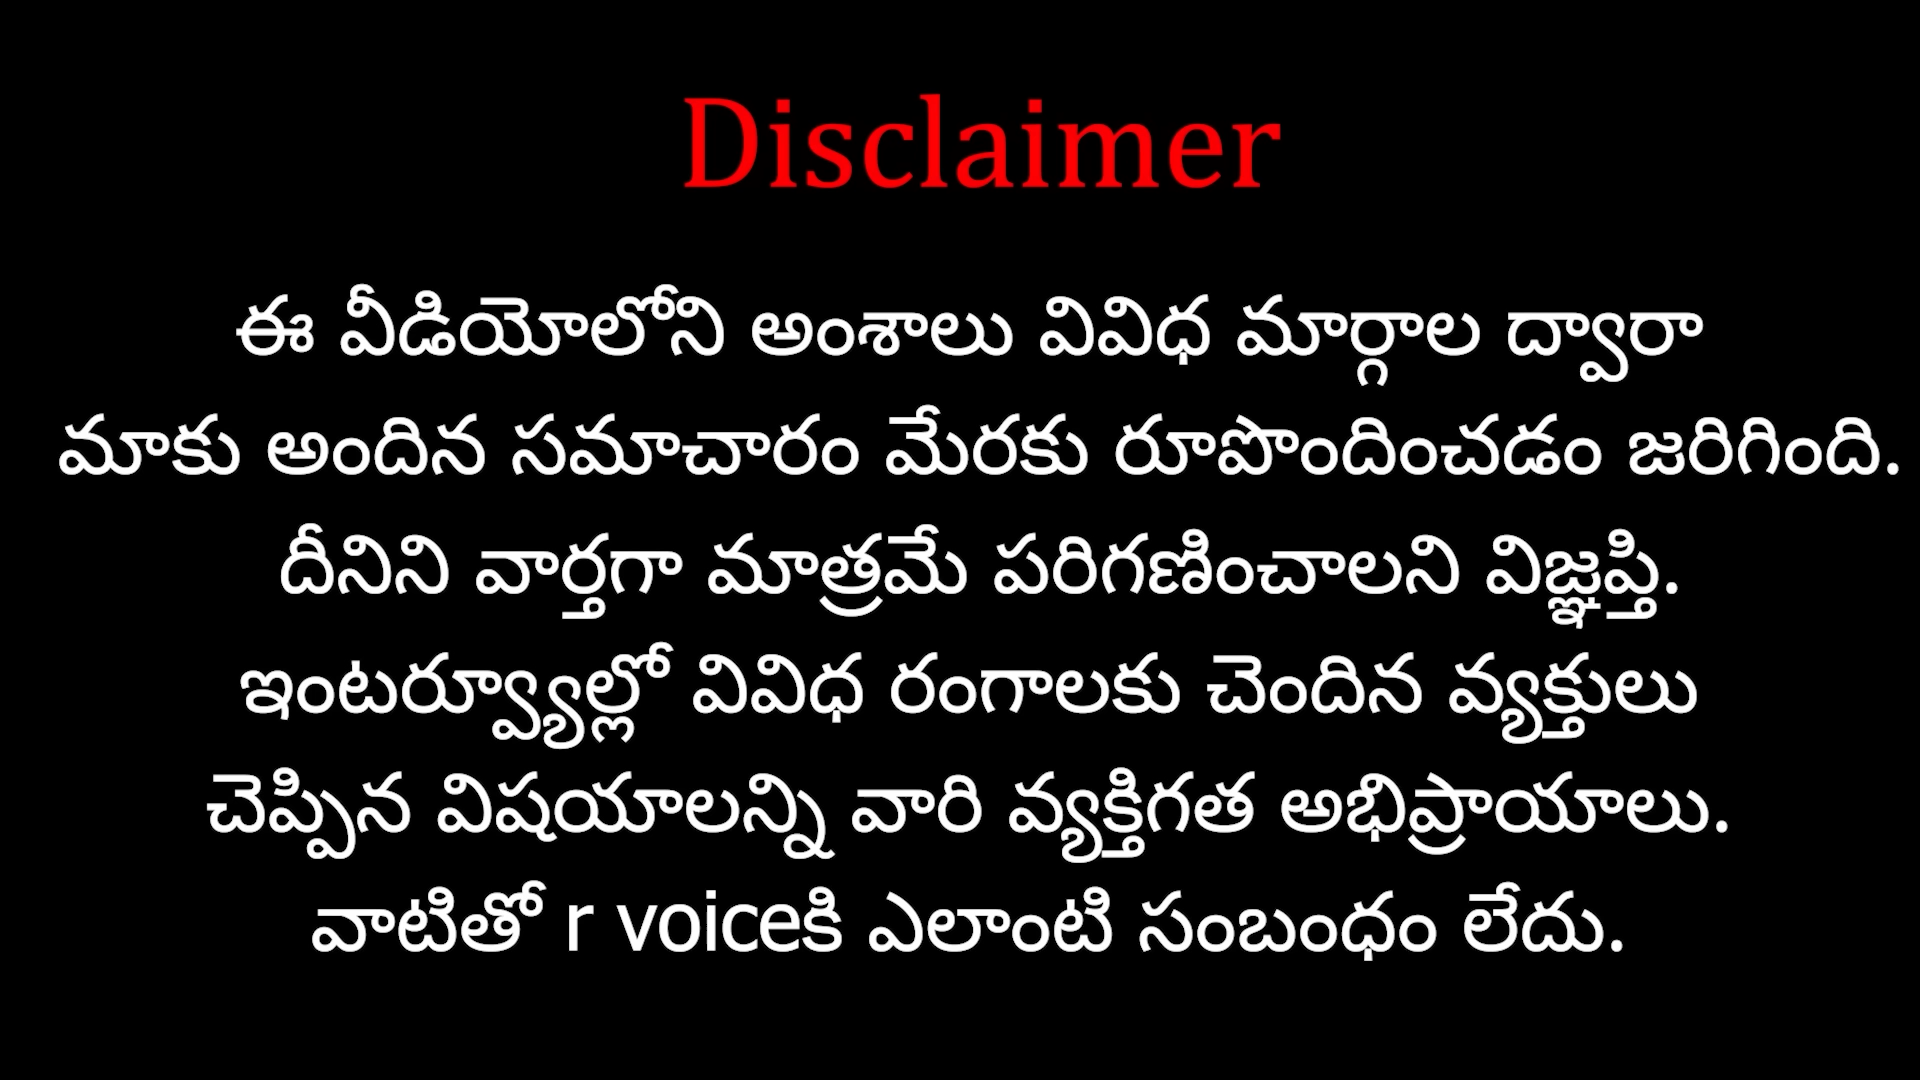 Disclaimer
ఈ వీడియోలోని అంశాలు వివిధ మార్గాల ద్వారా
మాకు అందిన సమాచారం మేరకు రూపొందించడం జరిగింది.
దీనిని వార్తగా మాత్రమే పరిగణించాలని విజ్ఞప్తి.
ఇంటర్వ్యూల్లో వివిధ రంగాలకు చెందిన వ్యక్తులు
చెప్పిన విషయాలన్ని వారి వ్యక్తిగత అభిప్రాయాలు.
వాటితో r voiceకి ఎలాంటి సంబంధం లేదు.